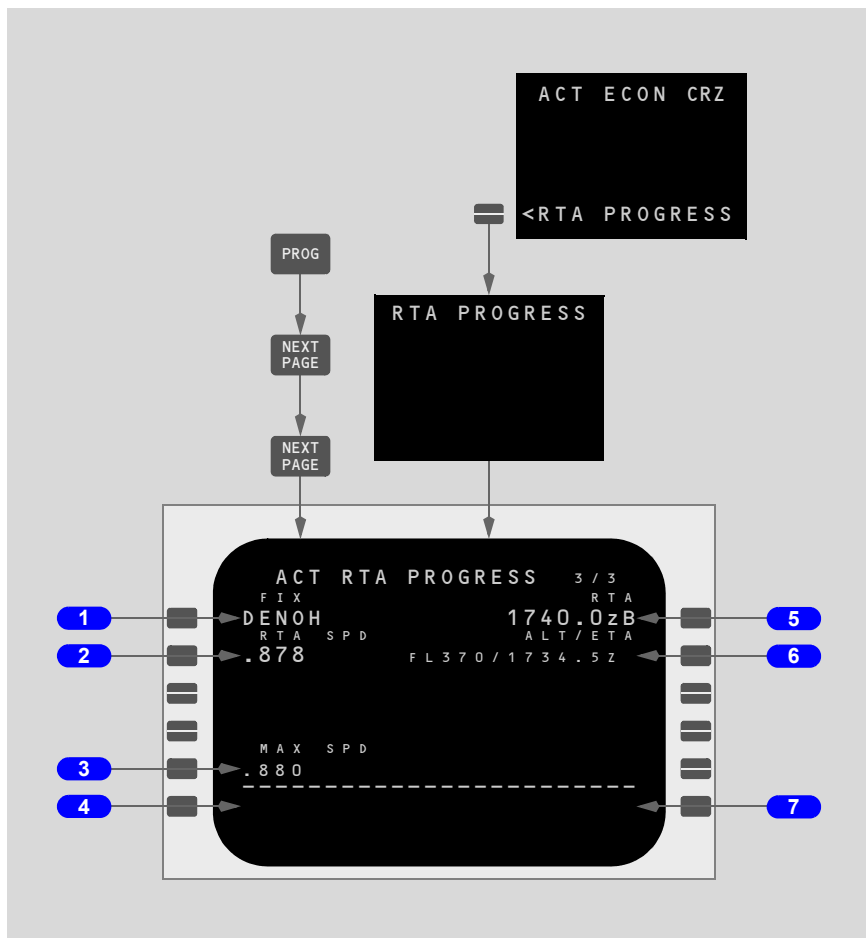 ACT ECON CRZ
<RTA PROGRESS
PROG
RTA PROGRESS
NEXT
PAGE
NEXT
PAGE
ACT RTA PROGRESS 3/3
FIX RTA
1 DENOH 1740.0zB 5
RTA SPD ALT/ETA
2 .878 FL370/1734.5Z 6
MAX SPD
3 .880
------------------------
4 7